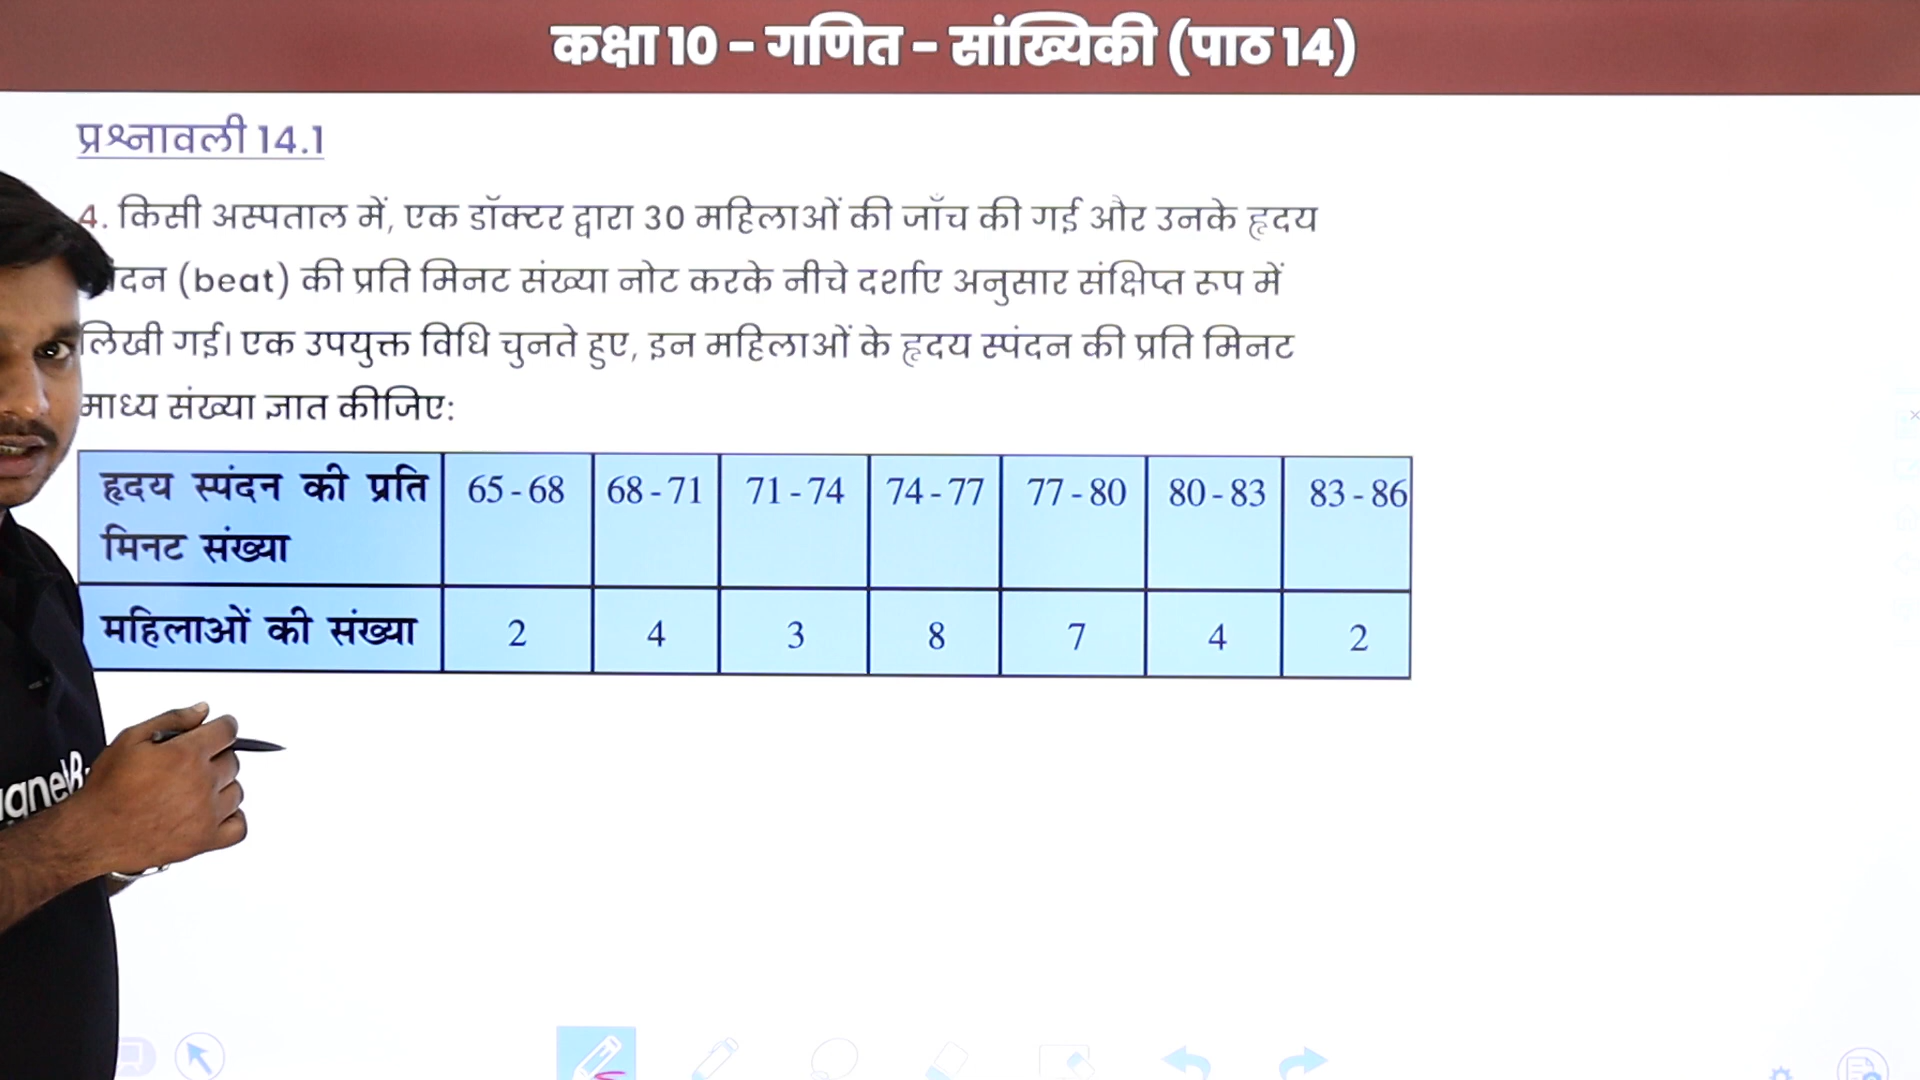 कक्षा 10 – गणित – सांख्यिकी (पाठ 14)
प्रश्नावली 14.1
4. किसी अस्पताल में, एक डॉक्टर द्वारा 30 महिलाओं की जाँच की गई और उनके हृदय
(beat) की प्रति मिनट संख्या नोट करके नीचे दर्शाए अनुसार संक्षिप्त रूप में
लिखी गई। एक उपयुक्त विधि चुनते हुए, इन महिलाओं के हृदय स्पंदन की प्रति मिनट
माध्य संख्या ज्ञात कीजिए:
हृदय स्पंदन की प्रति 65-68 68-71 71-74 74-77 77-80 80-83 83-86
मिनट संख्या
महिलाओं की संख्या 2 4 3 8 7 4 2